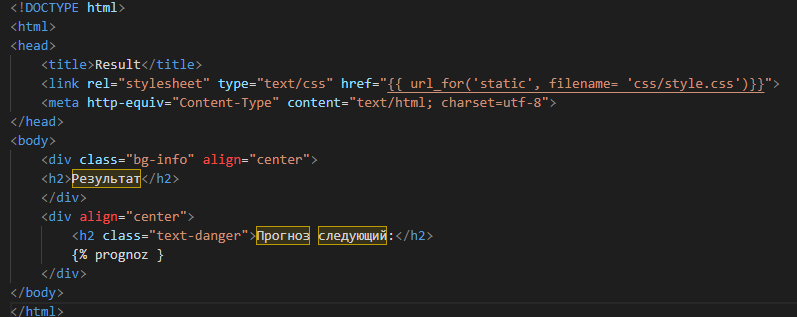 <!DOCTYPE html>
<html>
<head>
    <title>Result</title>
    <link rel="stylesheet" type="text/css" href="{{ url_for('static', filename= 'css/style.css')}}">
    <meta http-equiv="Content-Type" content="text/html; charset=utf-8">
</head>
<body>
    <div class="bg-info" align="center">
    <h2>Результат</h2>
    </div>
    <div align="center">
        <h2 class="text-danger">Прогноз следующий:</h2>
        {% prognoz }
    </div>
</body>
</html>